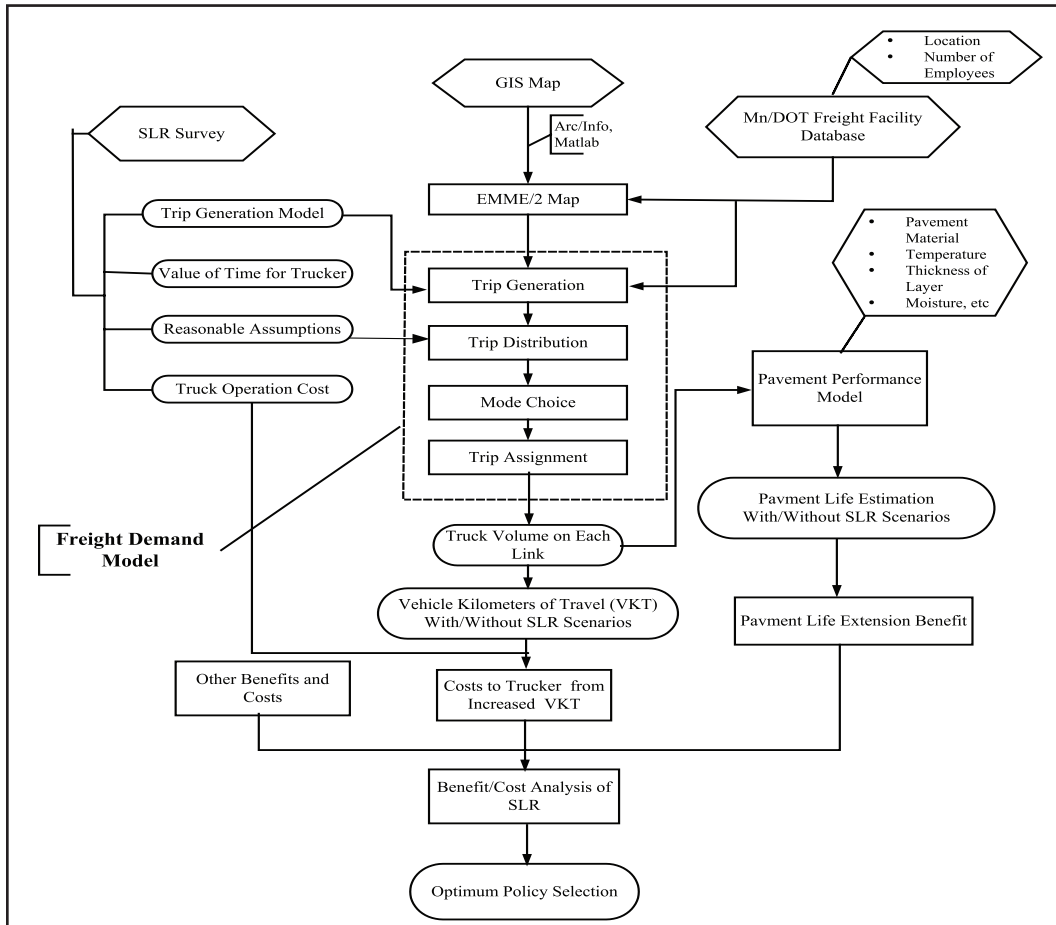 • Location
• Number of
Employees
GIS Map
SLR Survey
Arc/Info,
Matlab
Mn/DOT Freight Facility
Database
EMME/2 Map
Trip Generation Model
• Pavement
Material
• Temperature
• Thickness of
Layer
• Moisture, etc
Value of Time for Trucker
Trip Generation
Reasonable Assumptions
Trip Distribution
Truck Operation Cost
Mode Choice
Pavement Performance
Model
Trip Assignment
Pavment Life Estimation
With/Without SLR Scenarios
Freight Demand
Model
Truck Volume on Each
Link
Vehicle Kilometers of Travel (VKT)
With/Without SLR Scenarios
Pavment Life Extension Benefit
Other Benefits and
Costs
Costs to Trucker from
Increased VKT
Benefit/Cost Analysis of
SLR
Optimum Policy Selection